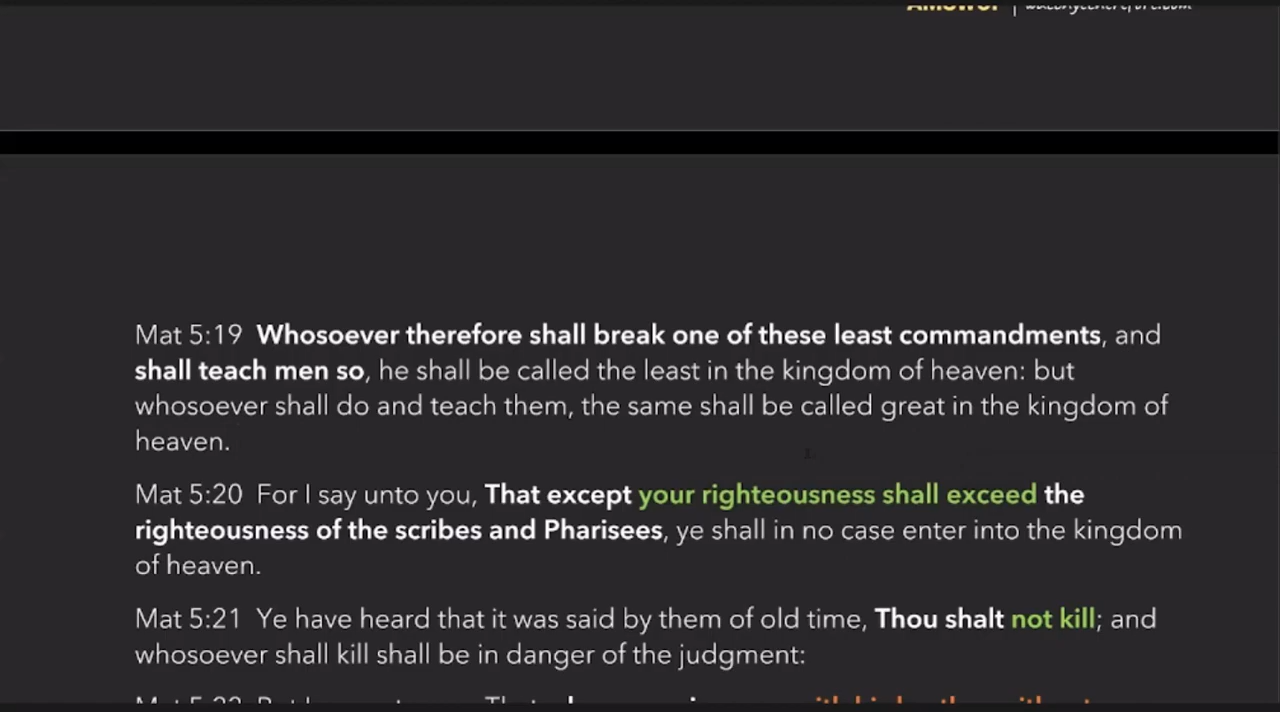 Mat 5:19 Whosoever therefore shall break one of these least commandments, and
shall teach men so, he shall be called the least in the kingdom of heaven: but
whosoever shall do and teach them, the same shall be called great in the kingdom of
heaven.
Mat 5:20 For I say unto you, That except your righteousness shall exceed the
righteousness of the scribes and Pharisees, ye shall in no case enter into the kingdom
of heaven.
Mat 5:21 Ye have heard that it was said by them of old time, Thou shalt not kill; and
whosoever shall kill shall be in danger of the judgment: